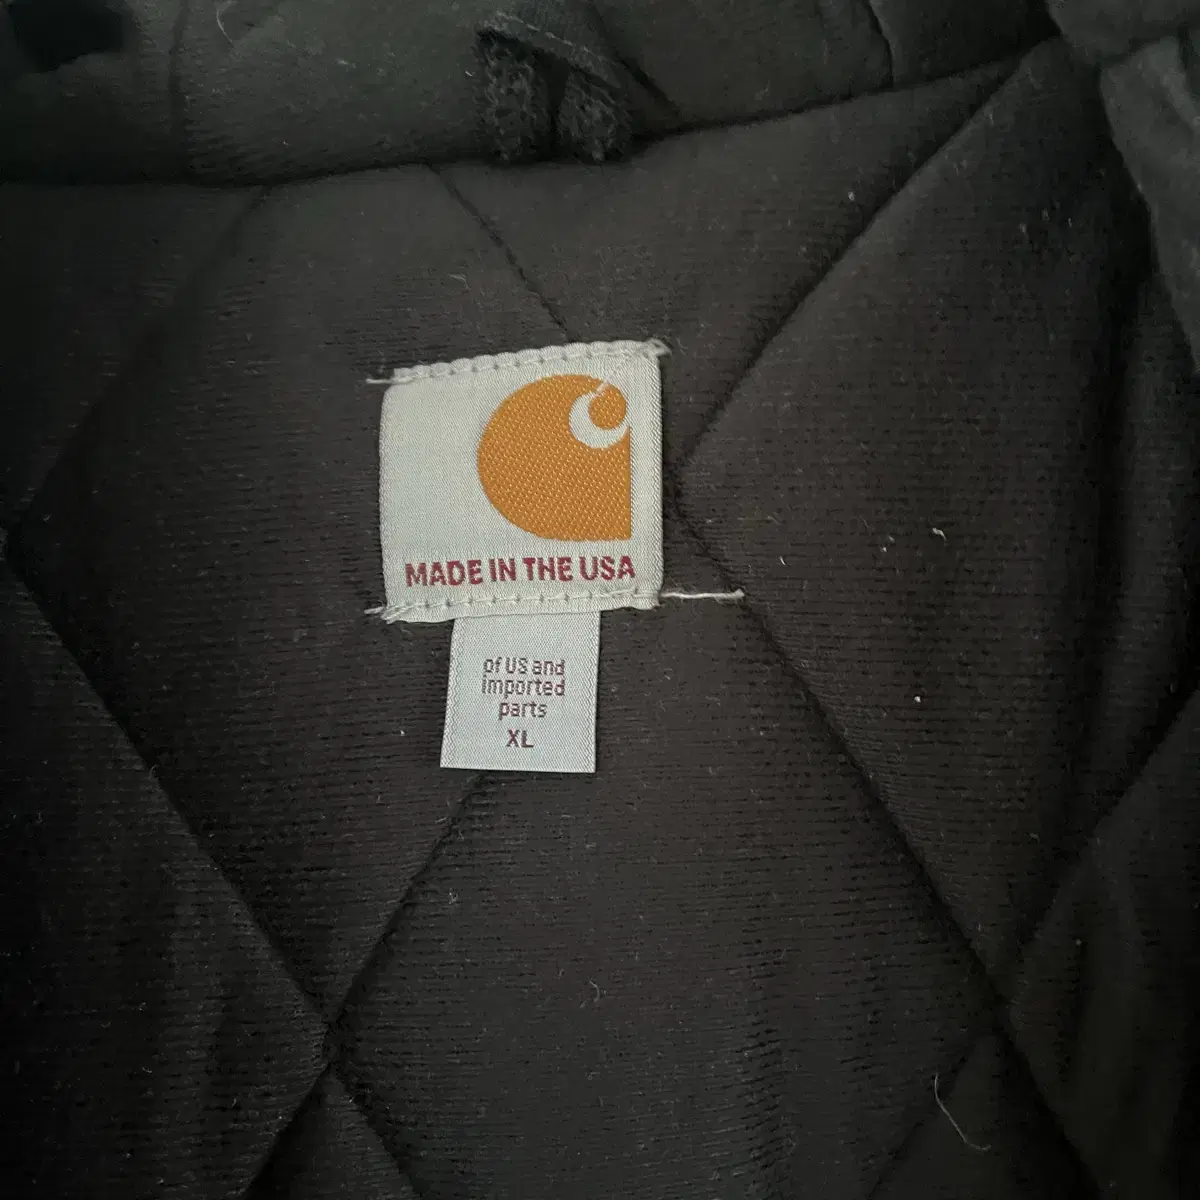 MADE IN THE USA
of US and
imported
parts
XL